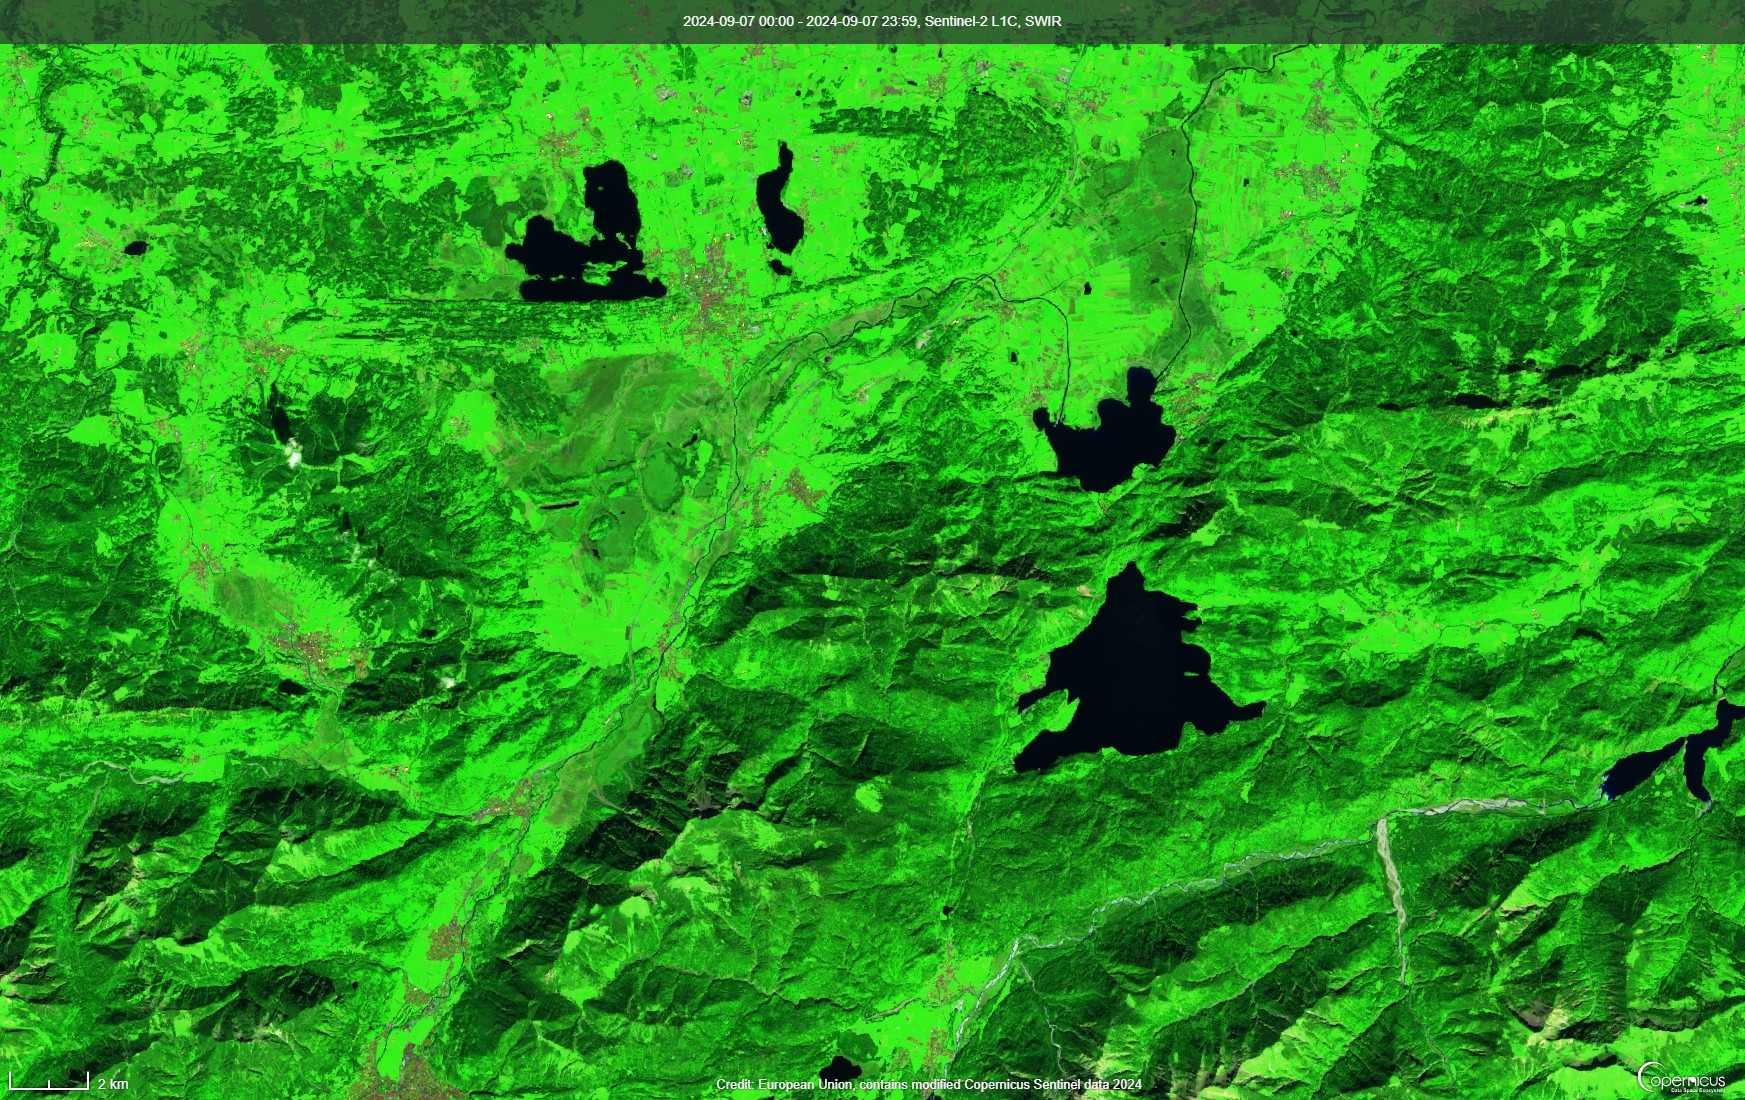 2024-09-07 00:00 - 2024-09-07 23:59, Sentinel-2 L1C, SWIR
2 km
Credit: European Union, contains modified Copernicus Sentinel data 2024
Copernicus
Data Space Ecosystem